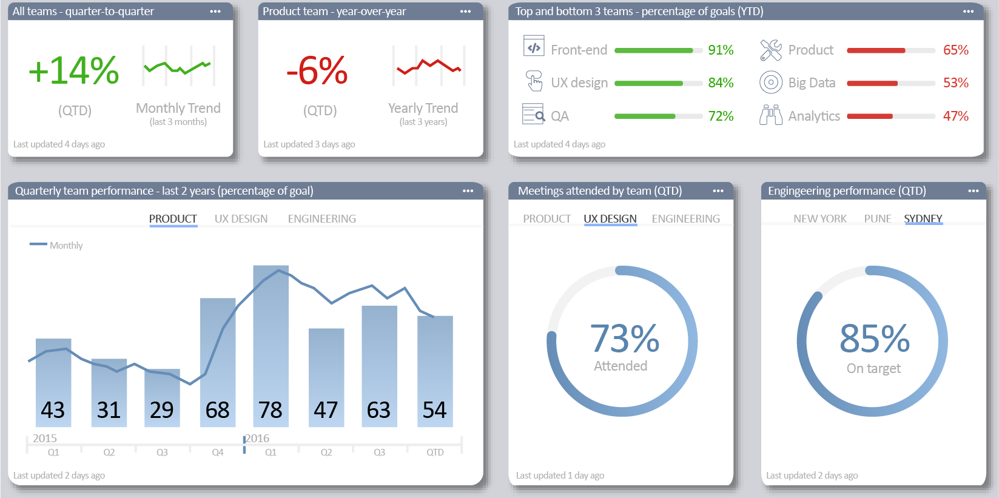 All teams - quarter-to-quarter
+14%
(QTD)
Monthly Trend
(last 3 months)
Last updated 4 days ago
Product team - year-over-year
-6%
(QTD)
Yearly Trend
(last 3 years)
Last updated 3 days ago
Top and bottom 3 teams - percentage of goals (YTD)
Front-end 91%
UX design 84%
QA 72%
Product 65%
Big Data 53%
Analytics 47%
Last updated 4 days ago
Quarterly team performance - last 2 years (percentage of goal)
PRODUCT UX DESIGN ENGINEERING
Monthly
43 31 29 68 78 47 63 54
2015 2016
Q1 Q2 Q3 Q4 Q1 Q2 Q3 QTD
Last updated 2 days ago
Meetings attended by team (QTD)
PRODUCT UX DESIGN ENGINEERING
73%
Attended
Last updated 1 day ago
Engingeering performance (QTD)
NEW YORK PUNE SYDNEY
85%
On target
Last updated 2 days ago